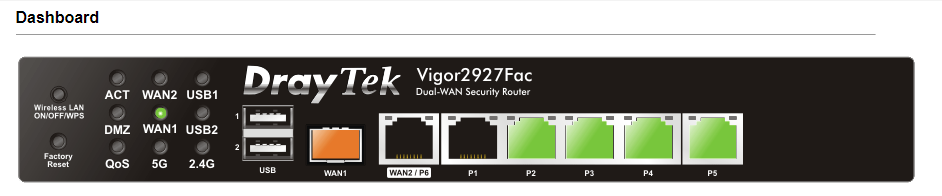 Dashboard
DrayTek
Vigor2927Fac
Dual-WAN Security Router
Wireless LAN
ON/OFF/WPS
Factory
Reset
ACT WAN2 USB1
DMZ WAN1 USB2
QoS 5G 2.4G
1
2
USB WAN1 WAN2 / P6 P1 P2 P3 P4 P5